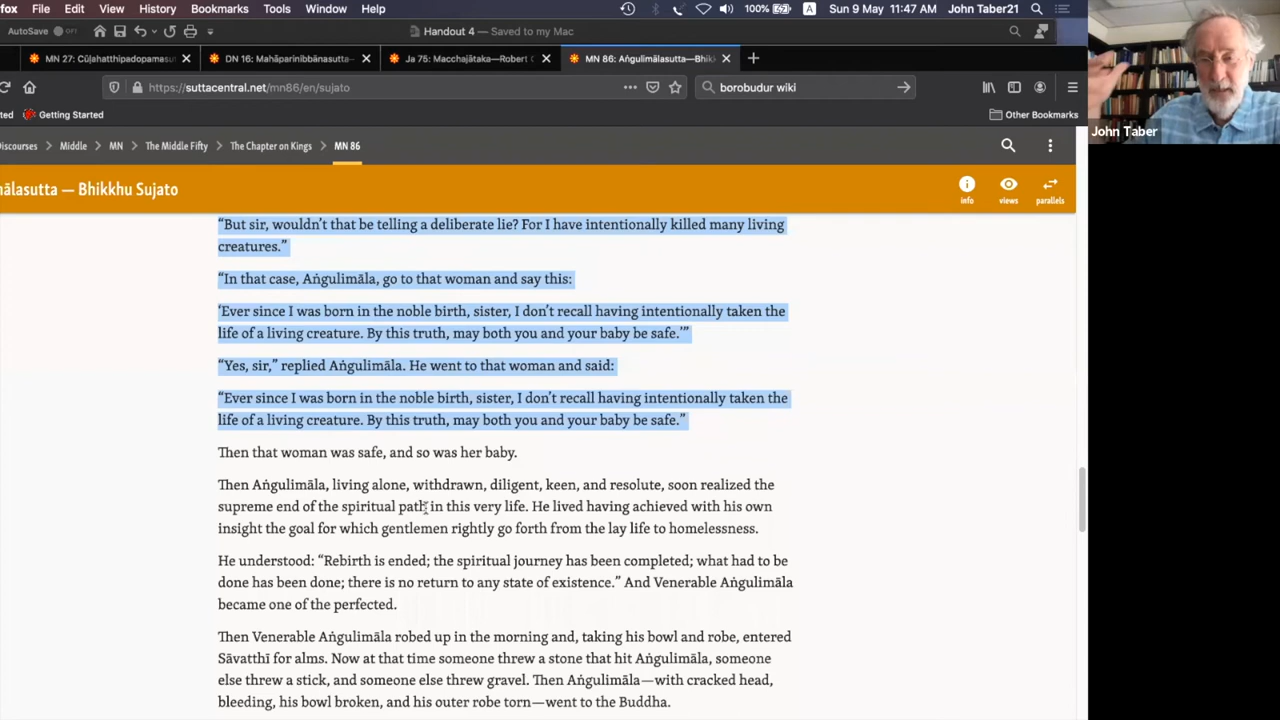 fox File Edit View History Bookmarks Tools Window Help 100% A Sun 9 May 11:47 AM John Taber21
AutoSave OFF Handout 4 — Saved to my Mac
MN 27: Cūḷahatthipadopamasu DN 16: Mahāparinibbānasutta— Ja 75: Macchajātaka—Robert C MN 86: Aṅgulimālasutta—Bhik
https://suttacentral.net/mn86/en/sujato borobudur wiki
ted Getting Started Other Bookmarks
John Taber
iscourses Middle MN The Middle Fifty The Chapter on Kings MN 86
nālasutta — Bhikkhu Sujato
info views parallels
“But sir, wouldn’t that be telling a deliberate lie? For I have intentionally killed many living
creatures.”
“In that case, Aṅgulimāla, go to that woman and say this:
‘Ever since I was born in the noble birth, sister, I don’t recall having intentionally taken the
life of a living creature. By this truth, may both you and your baby be safe.’”
“Yes, sir,” replied Aṅgulimāla. He went to that woman and said:
“Ever since I was born in the noble birth, sister, I don’t recall having intentionally taken the
life of a living creature. By this truth, may both you and your baby be safe.”
Then that woman was safe, and so was her baby.
Then Aṅgulimāla, living alone, withdrawn, diligent, keen, and resolute, soon realized the
supreme end of the spiritual path in this very life. He lived having achieved with his own
insight the goal for which gentlemen rightly go forth from the lay life to homelessness.
He understood: “Rebirth is ended; the spiritual journey has been completed; what had to be
done has been done; there is no return to any state of existence.” And Venerable Aṅgulimāla
became one of the perfected.
Then Venerable Aṅgulimāla robed up in the morning and, taking his bowl and robe, entered
Sāvatthī for alms. Now at that time someone threw a stone that hit Aṅgulimāla, someone
else threw a stick, and someone else threw gravel. Then Aṅgulimāla—with cracked head,
bleeding, his bowl broken, and his outer robe torn—went to the Buddha.